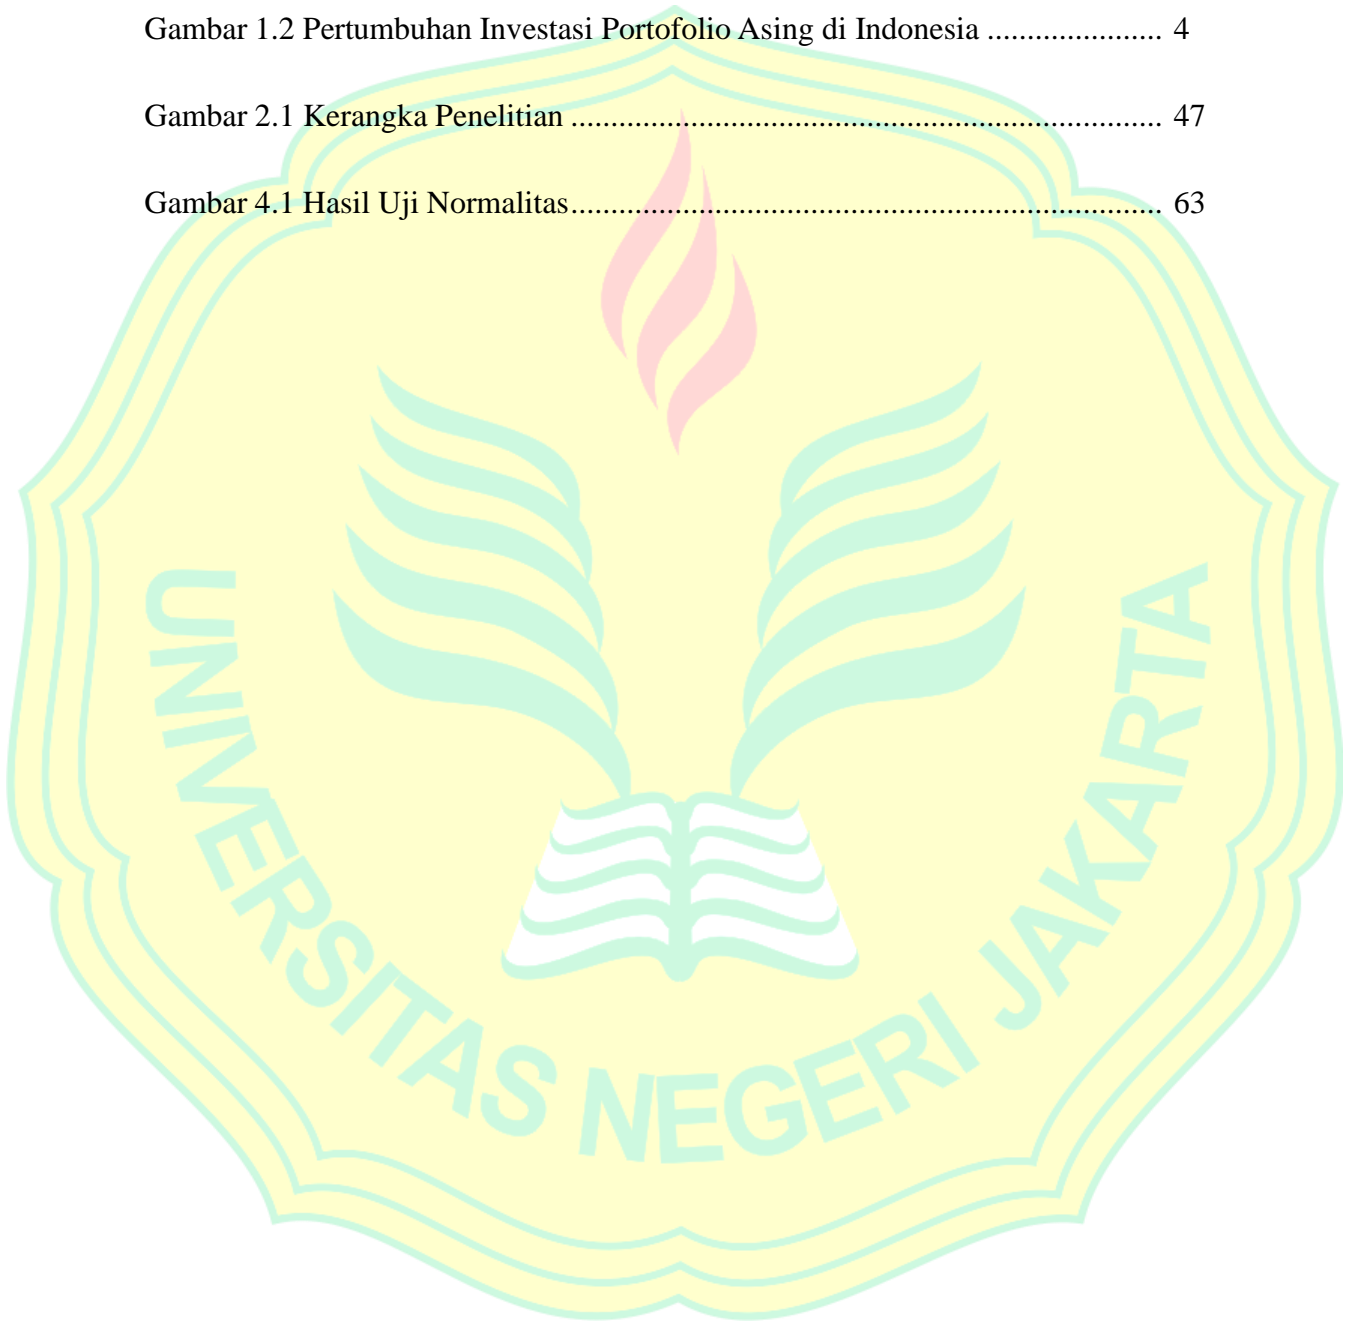 Gambar 1.2 Pertumbuhan Investasi Portofolio Asing di Indonesia ...................... 4
Gambar 2.1 Kerangka Penelitian .......................................................................... 47
Gambar 4.1 Hasil Uji Normalitas.......................................................................... 63
UNIVERSITAS NEGERI JAKARTA